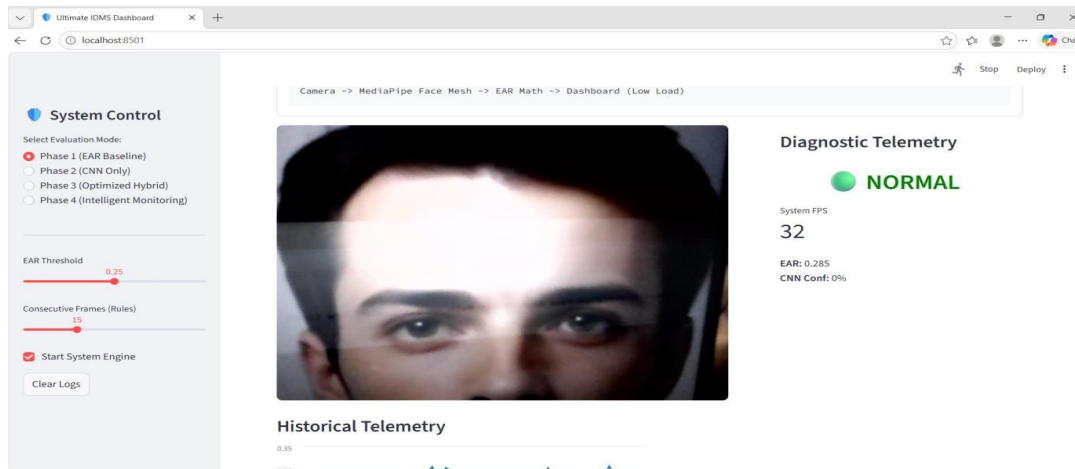 Ultimate IDMS Dashboard
localhost:8501
Stop
Deploy
Camera -> MediaPipe Face Mesh -> EAR Math -> Dashboard (Low Load)
System Control
Select Evaluation Mode:
Phase 1 (EAR Baseline)
Phase 2 (CNN Only)
Phase 3 (Optimized Hybrid)
Phase 4 (Intelligent Monitoring)
EAR Threshold
0.25
Consecutive Frames (Rules)
15
Start System Engine
Clear Logs
Diagnostic Telemetry
NORMAL
System FPS
32
EAR: 0.285
CNN Conf: 0%
Historical Telemetry
0.35